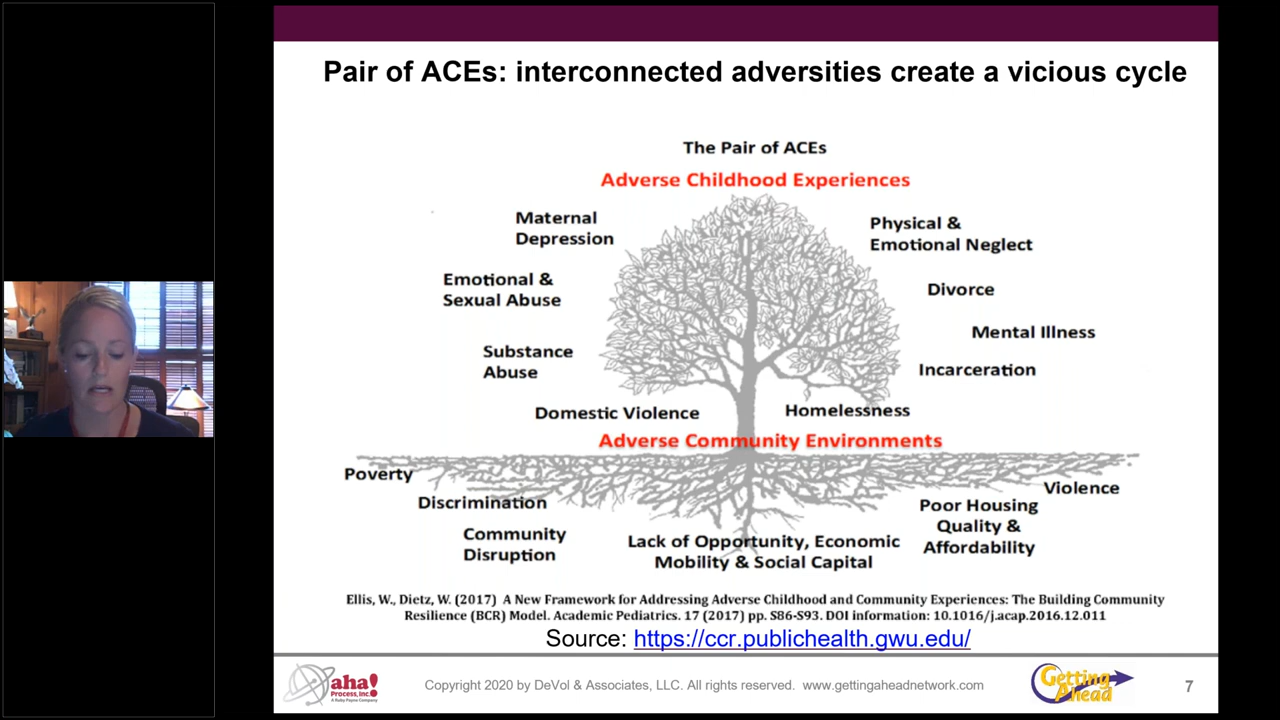 Pair of ACEs: interconnected adversities create a vicious cycle
The Pair of ACEs
Adverse Childhood Experiences
Maternal
Depression
Physical &
Emotional Neglect
Emotional &
Sexual Abuse
Divorce
Mental Illness
Substance
Abuse
Incarceration
Domestic Violence
Homelessness
Adverse Community Environments
Poverty
Discrimination
Community
Disruption
Lack of Opportunity, Economic
Mobility & Social Capital
Violence
Poor Housing
Quality &
Affordability
Ellis, W., Dietz, W. (2017) A New Framework for Addressing Adverse Childhood and Community Experiences: The Building Community
Resilience (BCR) Model. Academic Pediatrics. 17 (2017) pp. S86-S93. DOI information: 10.1016/j.acap.2016.12.011
Source: https://ccr.publichealth.gwu.edu/
aha!
Process, Inc.
A Ruby Payne Company
Copyright 2020 by DeVol & Associates, LLC. All rights reserved. www.gettingaheadnetwork.com
Getting
Ahead
7